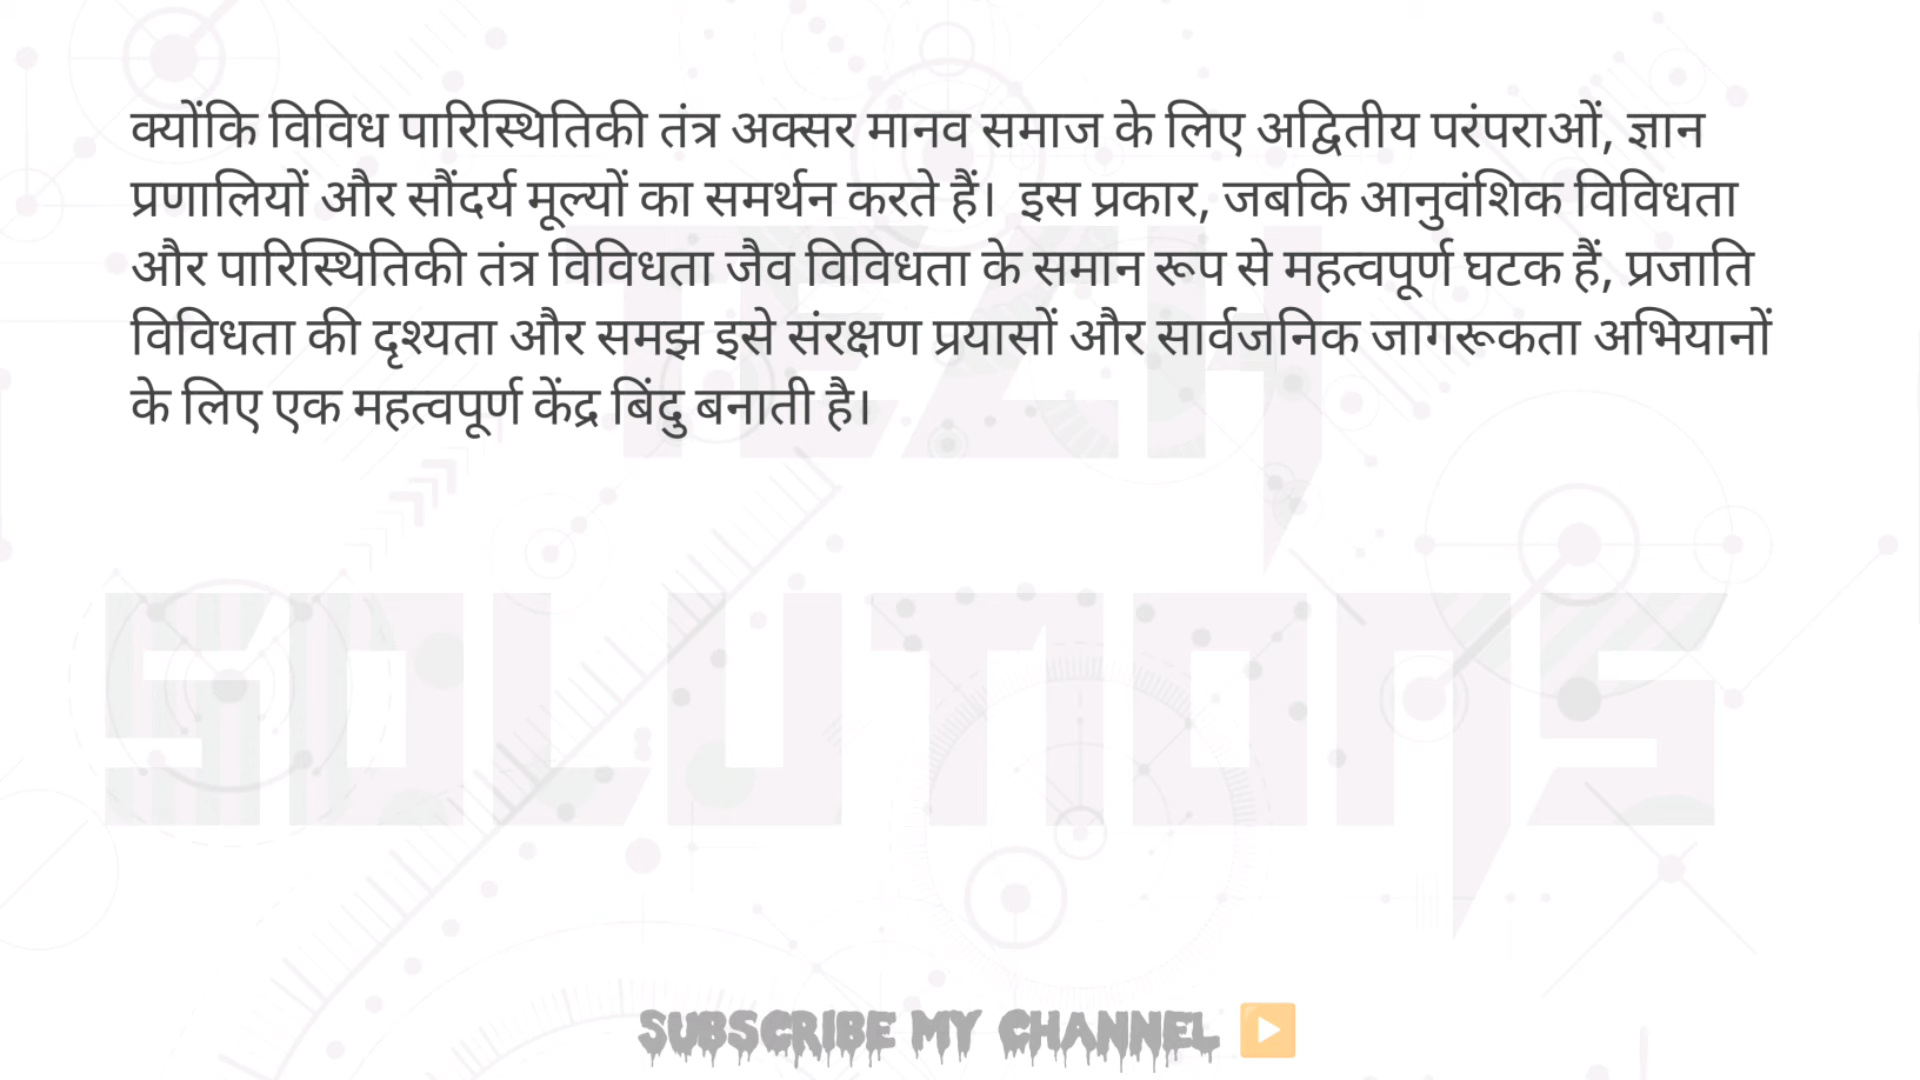 क्योंकि विविध पारिस्थितिकी तंत्र अक्सर मानव समाज के लिए अद्वितीय परंपराओं, ज्ञान
प्रणालियों और सौंदर्य मूल्यों का समर्थन करते हैं।  इस प्रकार, जबकि आनुवंशिक विविधता
और पारिस्थितिकी तंत्र विविधता जैव विविधता के समान रूप से महत्वपूर्ण घटक हैं, प्रजाति
विविधता की दृश्यता और समझ इसे संरक्षण प्रयासों और सार्वजनिक जागरूकता अभियानों
के लिए एक महत्वपूर्ण केंद्र बिंदु बनाती है।
TEZH
SOLUTIONS
SUBSCRIBE MY CHANNEL